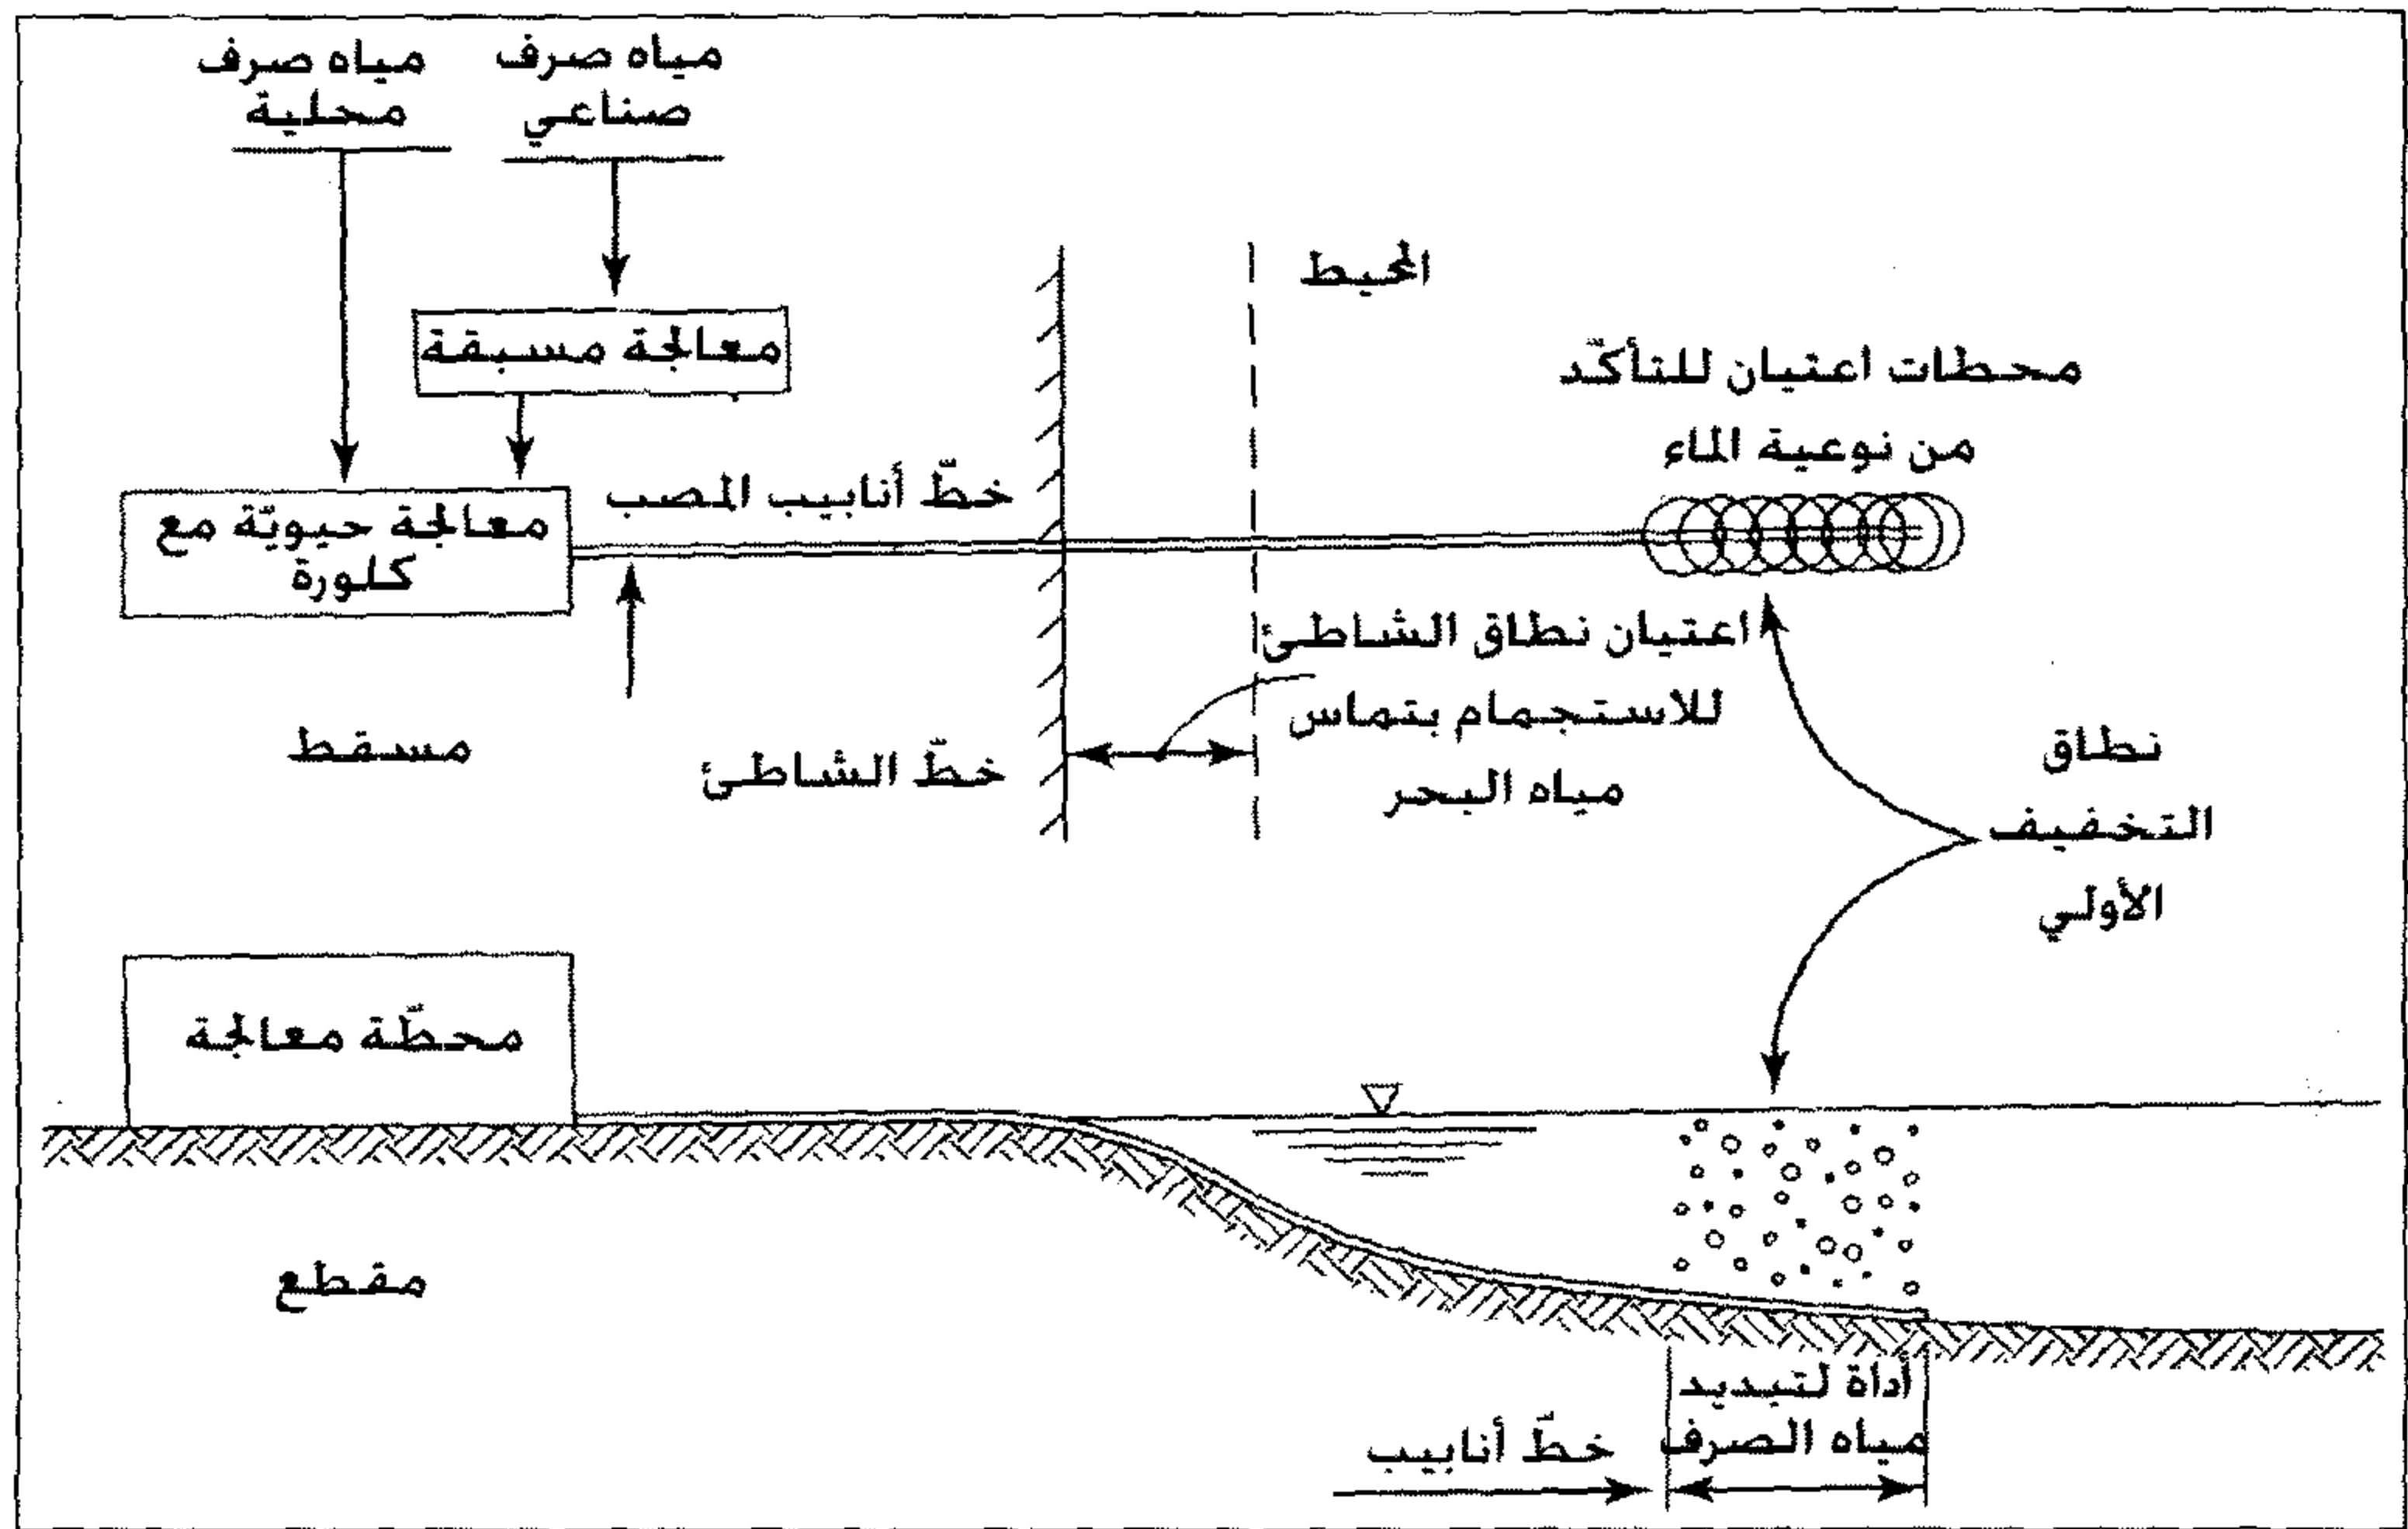 مياه صرف
محلية
مياه صرف
صناعي
معالجة مسبقة
معالجة حيويّة مع
كلورة
خطّ أنابيب المصب
المحيط
محطات اعتيان للتأكّد
من نوعية الماء
اعتيان نطاق الشاطئ
للاستجمام بتماس
مياه البحر
خطّ الشاطئ
مسقط
نطاق
التخفيف
الأولي
محطّة معالجة
مقطع
أداة لتبديد
مياه الصرف
خطّ أنابيب